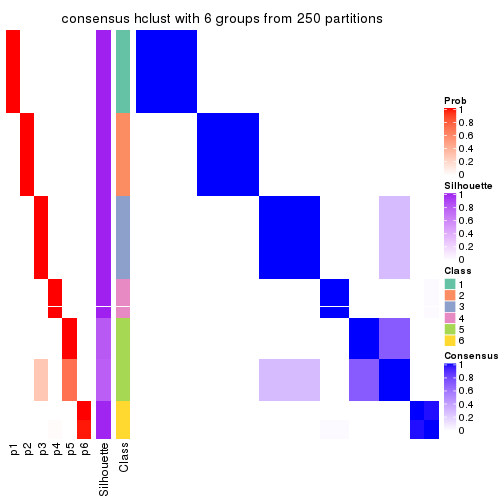 consensus hclust with 6 groups from 250 partitions
Prob
1
0.8
0.6
0.4
0.2
0
Silhouette
1
0.8
0.6
0.4
0.2
0
Class
1
2
3
4
5
6
Consensus
1
0.8
0.6
0.4
0.2
0
p1
p2
p3
p4
p5
p6
Silhouette
Class